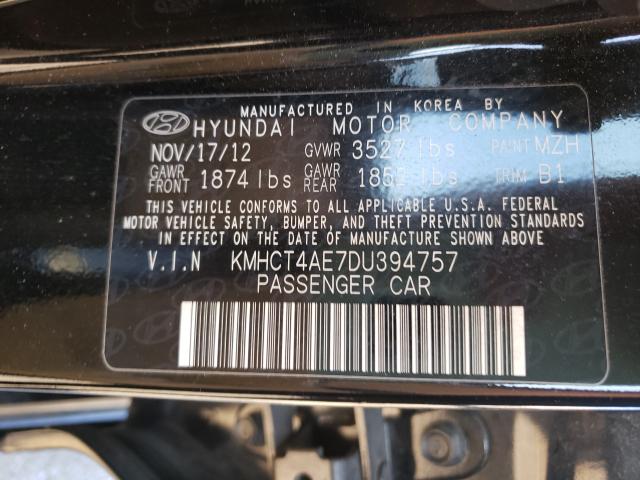 MANUFACTURED IN KOREA BY
HYUNDAI MOTOR COMPANY
NOV/17/12 GVWR 3527 lbs PAINT MZH
GAWR FRONT 1874 lbs GAWR REAR 1852 lbs TRIM B1
THIS VEHICLE CONFORMS TO ALL APPLICABLE U.S.A. FEDERAL
MOTOR VEHICLE SAFETY, BUMPER, AND THEFT PREVENTION STANDARDS
IN EFFECT ON THE DATE OF MANUFACTURE SHOWN ABOVE.
V.I.N KMHCT4AE7DU394757
PASSENGER CAR